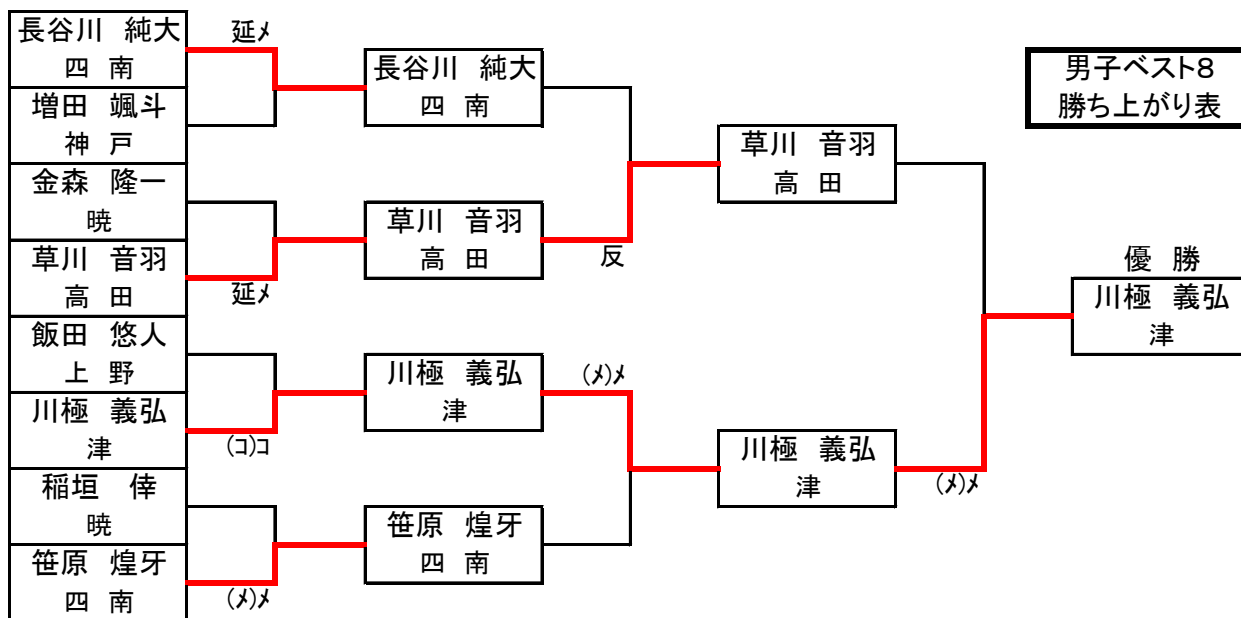 長谷川　純大
四　南
増田　颯斗
神　戸
金森　隆一
暁
草川　音羽
高　田
飯田　悠人
上　野
川極　義弘
津
稲垣　倖
暁
笹原　煌牙
四　南
延ﾒ
延ﾒ
(ｺ)ｺ
(ﾒ)ﾒ
長谷川　純大
四　南
草川　音羽
高　田
川極　義弘
津
笹原　煌牙
四　南
反
(ﾒ)ﾒ
草川　音羽
高　田
川極　義弘
津
(ﾒ)ﾒ
男子ベスト８
勝ち上がり表
優　勝
川極　義弘
津